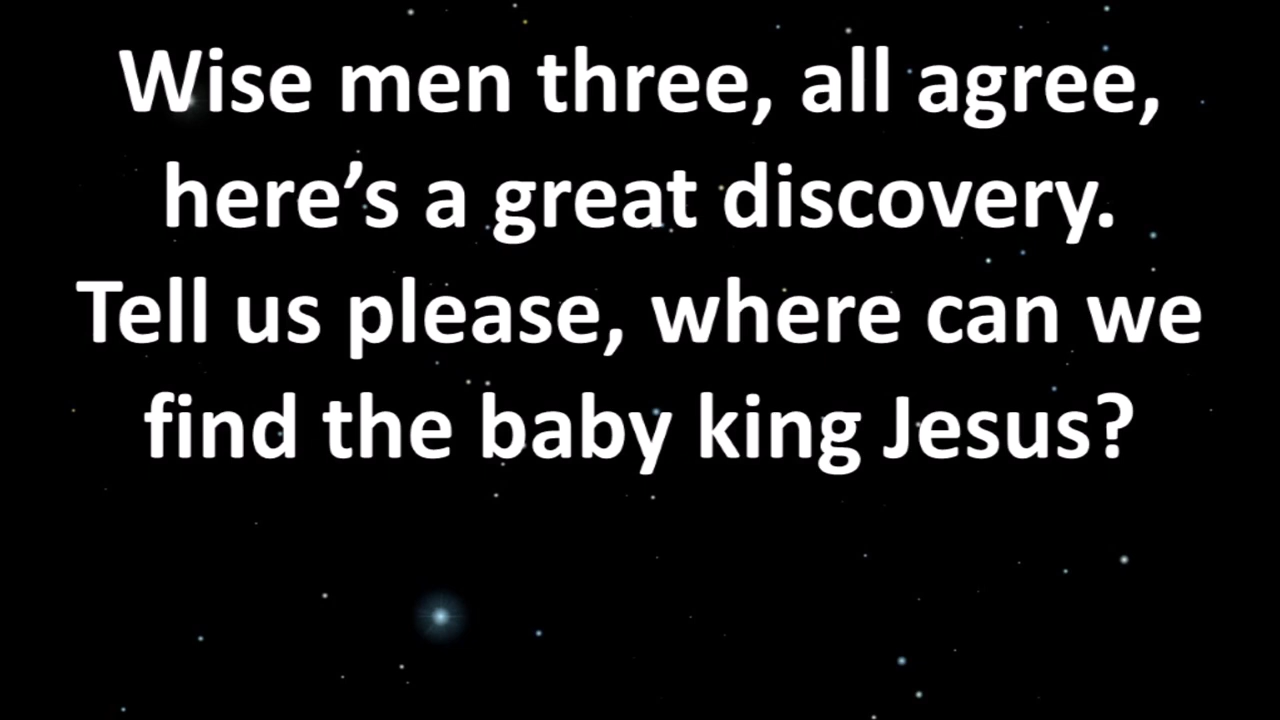 Wise men three, all agree,
here’s a great discovery.
Tell us please, where can we
find the baby king Jesus?